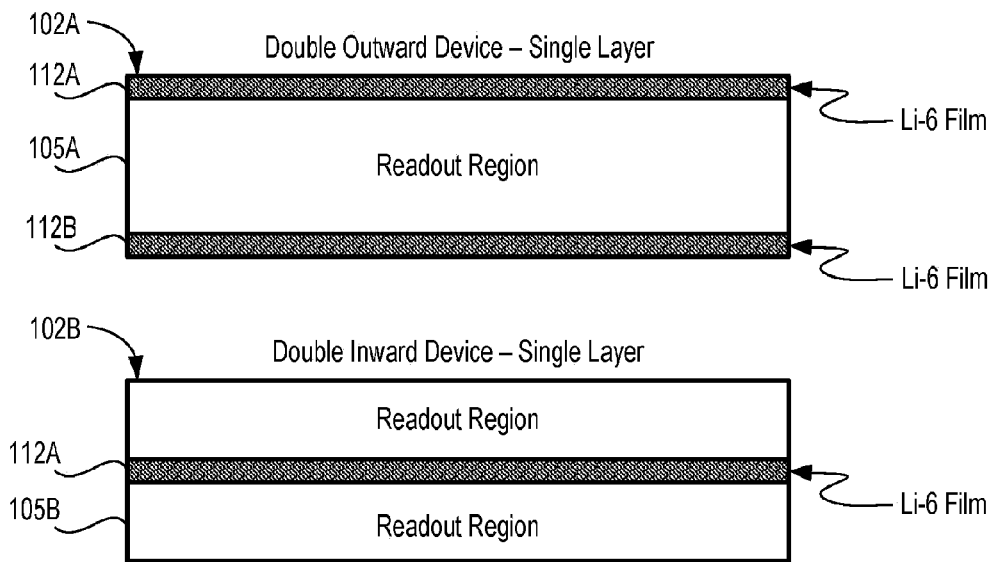 102A
Double Outward Device – Single Layer
112A
Li-6 Film
105A
Readout Region
112B
Li-6 Film
102B
Double Inward Device – Single Layer
Readout Region
112A
Li-6 Film
105B
Readout Region